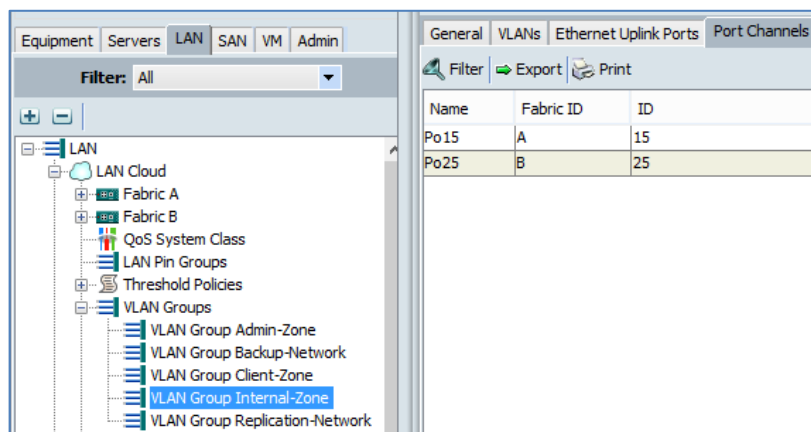 Equipment Servers LAN SAN VM Admin
Filter: All
LAN
LAN Cloud
Fabric A
Fabric B
QoS System Class
LAN Pin Groups
Threshold Policies
VLAN Groups
VLAN Group Admin-Zone
VLAN Group Backup-Network
VLAN Group Client-Zone
VLAN Group Internal-Zone
VLAN Group Replication-Network
General VLANs Ethernet Uplink Ports Port Channels
Filter Export Print
Name Fabric ID ID
Po15 A 15
Po25 B 25